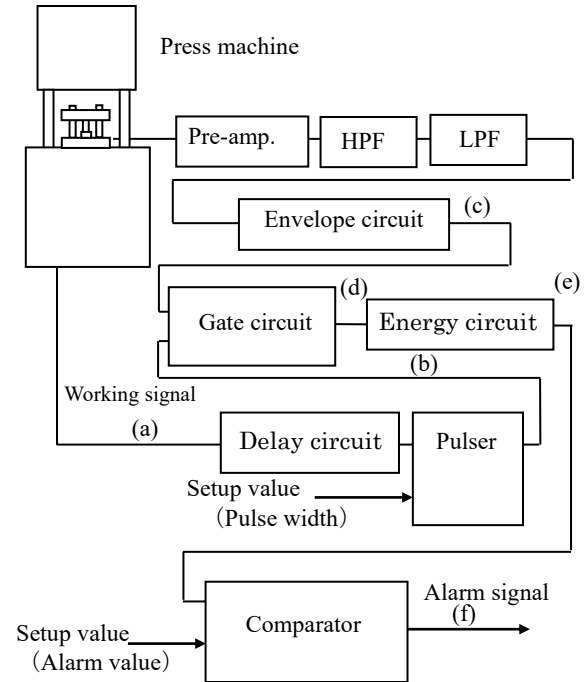 Press machine
Pre-amp.
HPF
LPF
Envelope circuit
(c)
(d)
(e)
Gate circuit
Energy circuit
(b)
Working signal
(a)
Delay circuit
Pulser
Setup value
（Pulse width）
Alarm signal
(f)
Comparator
Setup value
（Alarm value）